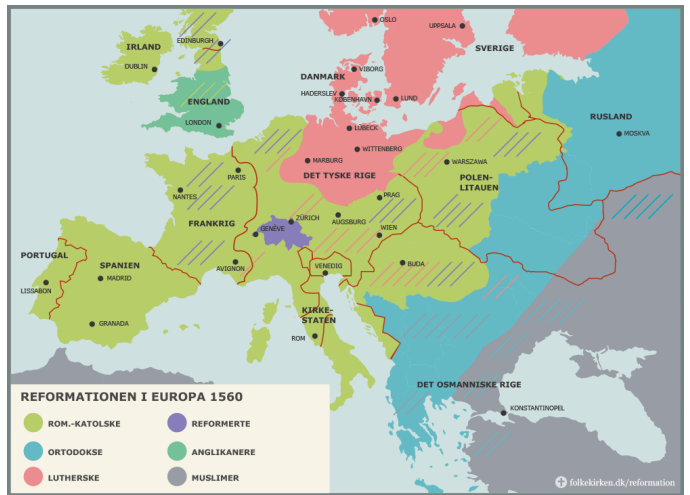 OSLO
UPPSALA
IRLAND
EDINBURGH
SVERIGE
DUBLIN
VIBORG
DANMARK
HADERSLEV
KØBENHAVN
LUND
ENGLAND
RUSLAND
LONDON
LÜBECK
MOSKVA
WITTENBERG
MARBURG
WARSZAWA
PARIS
DET TYSKE RIGE
POLEN-
LITAUEN
NANTES
PRAG
ZÜRICH
AUGSBURG
FRANKRIG
GENÈVE
WIEN
PORTUGAL
SPANIEN
AVIGNON
VENEDIG
BUDA
MADRID
LISSABON
KIRKE-
STATEN
GRANADA
ROM
DET OSMANNISKE RIGE
KONSTANTINOPEL
REFORMATIONEN I EUROPA 1560
ROM.-KATOLSKE
REFORMERTE
ORTODOKSE
ANGLIKANERE
LUTHERSKE
MUSLIMER
folkekirken.dk/reformation